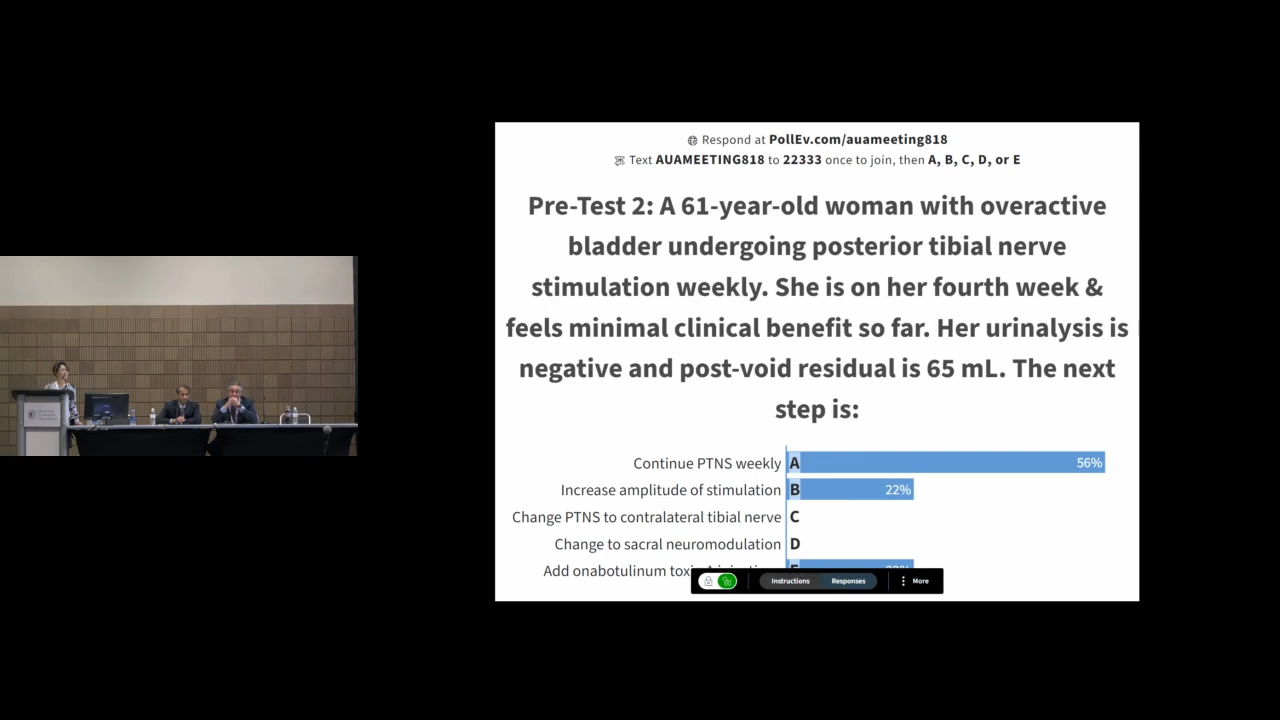 Respond at PollEv.com/auameeting818
Text AUAMEETING818 to 22333 once to join, then A, B, C, D, or E
Pre-Test 2: A 61-year-old woman with overactive
bladder undergoing posterior tibial nerve
stimulation weekly. She is on her fourth week &
feels minimal clinical benefit so far. Her urinalysis is
negative and post-void residual is 65 mL. The next
step is:
Continue PTNS weekly A 56%
Increase amplitude of stimulation B 22%
Change PTNS to contralateral tibial nerve C
Change to sacral neuromodulation D
Add onabotulinum
Instructions Responses More